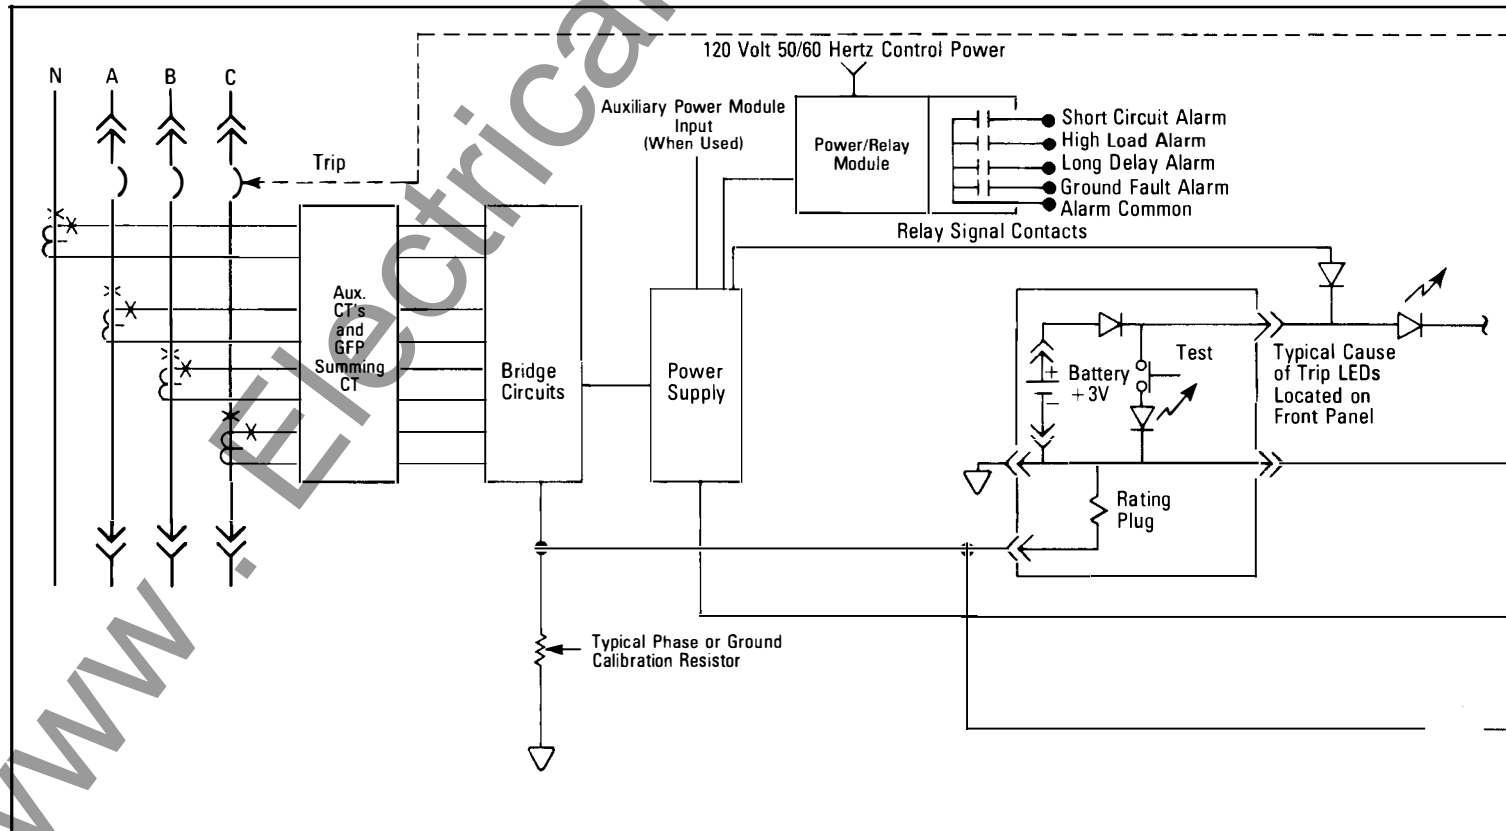 120 Volt 50/60 Hertz Control Power
N A B C
Auxiliary Power Module
Input
(When Used)
Power/Relay
Module
Short Circuit Alarm
High Load Alarm
Long Delay Alarm
Ground Fault Alarm
Alarm Common
Trip
Relay Signal Contacts
Aux.
CT's
and
GFP
Summing
CT
Bridge
Circuits
Power
Supply
+
Battery
+3V
−
Test
Typical Cause
of Trip LEDs
Located on
Front Panel
Rating
Plug
Typical Phase or Ground
Calibration Resistor
www. Electrica